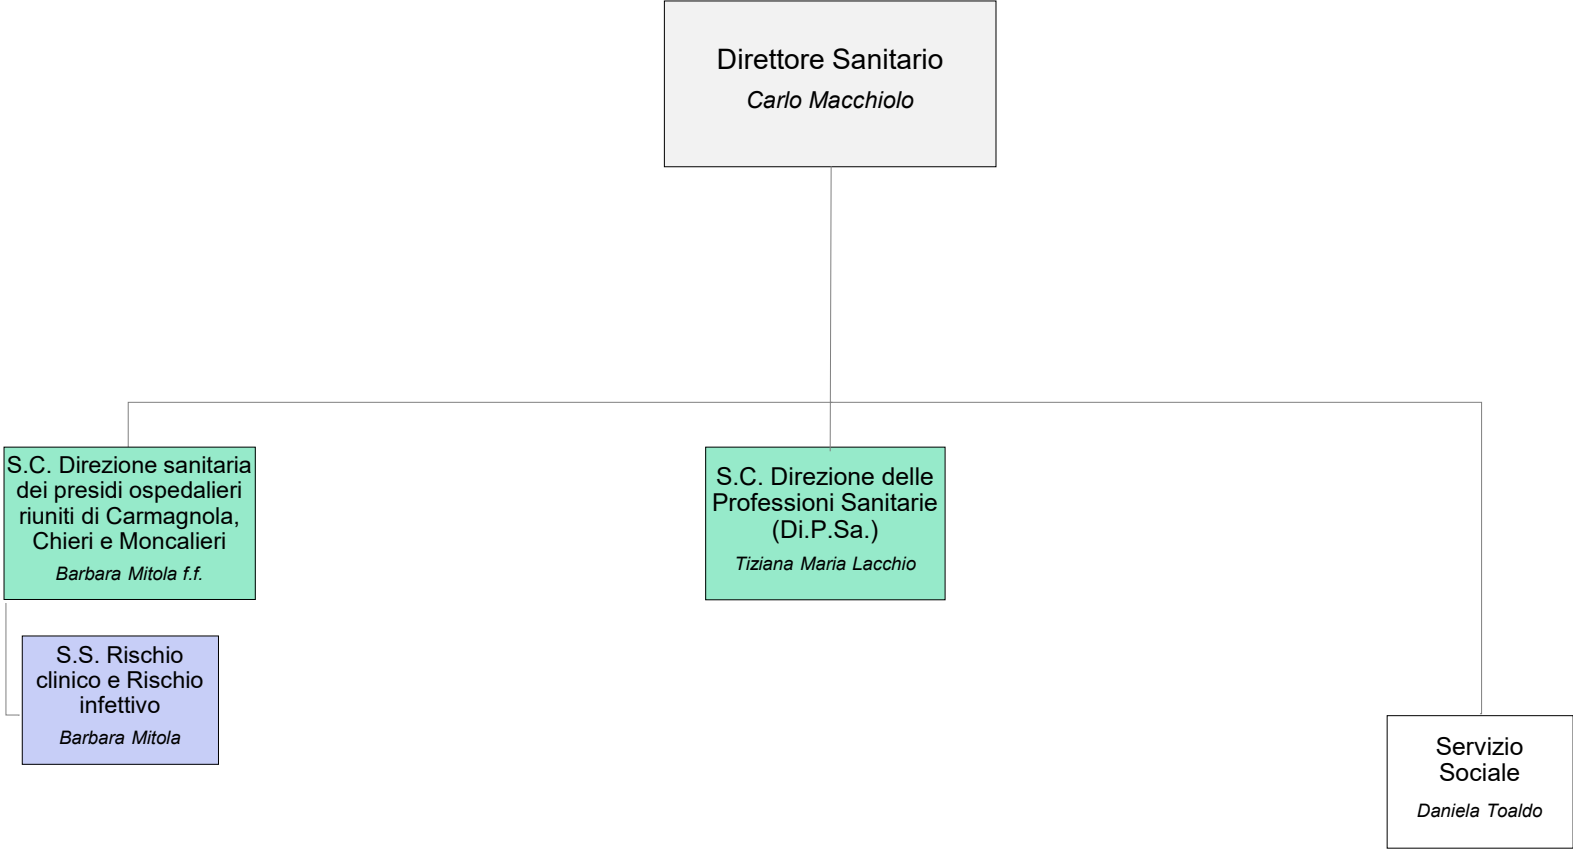 Direttore Sanitario
Carlo Macchiolo
S.C. Direzione sanitaria
dei presidi ospedalieri
riuniti di Carmagnola,
Chieri e Moncalieri
Barbara Mitola f.f.
S.C. Direzione delle
Professioni Sanitarie
(Di.P.Sa.)
Tiziana Maria Lacchio
S.S. Rischio
clinico e Rischio
infettivo
Barbara Mitola
Servizio
Sociale
Daniela Toaldo